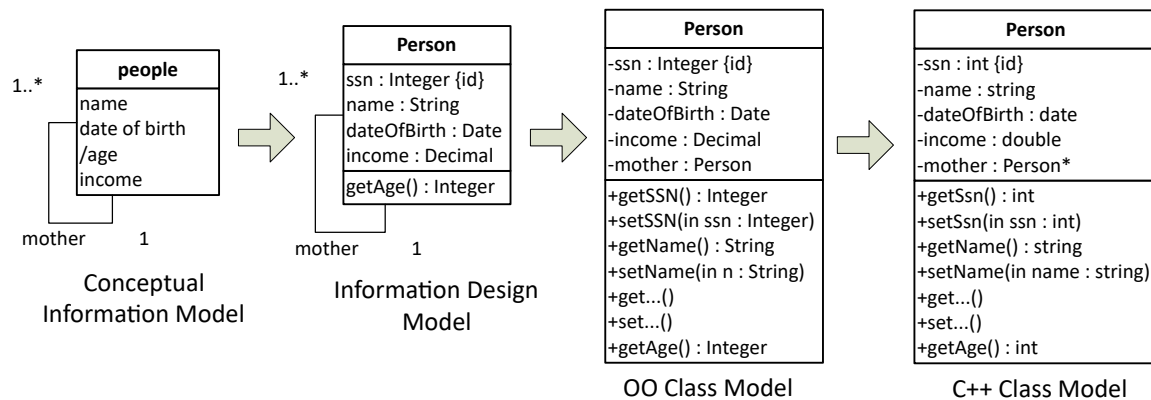 people
1..*
name
date of birth
/age
income
mother
1
Conceptual
Information Model
Person
1..*
ssn : Integer {id}
name : String
dateOfBirth : Date
income : Decimal
getAge() : Integer
mother
1
Information Design
Model
Person
-ssn : Integer {id}
-name : String
-dateOfBirth : Date
-income : Decimal
-mother : Person
+getSSN() : Integer
+setSSN(in ssn : Integer)
+getName() : String
+setName(in n : String)
+get...()
+set...()
+getAge() : Integer
OO Class Model
Person
-ssn : int {id}
-name : string
-dateOfBirth : date
-income : double
-mother : Person*
+getSsn() : int
+setSsn(in ssn : int)
+getName() : string
+setName(in name : string)
+get...()
+set...()
+getAge() : int
C++ Class Model